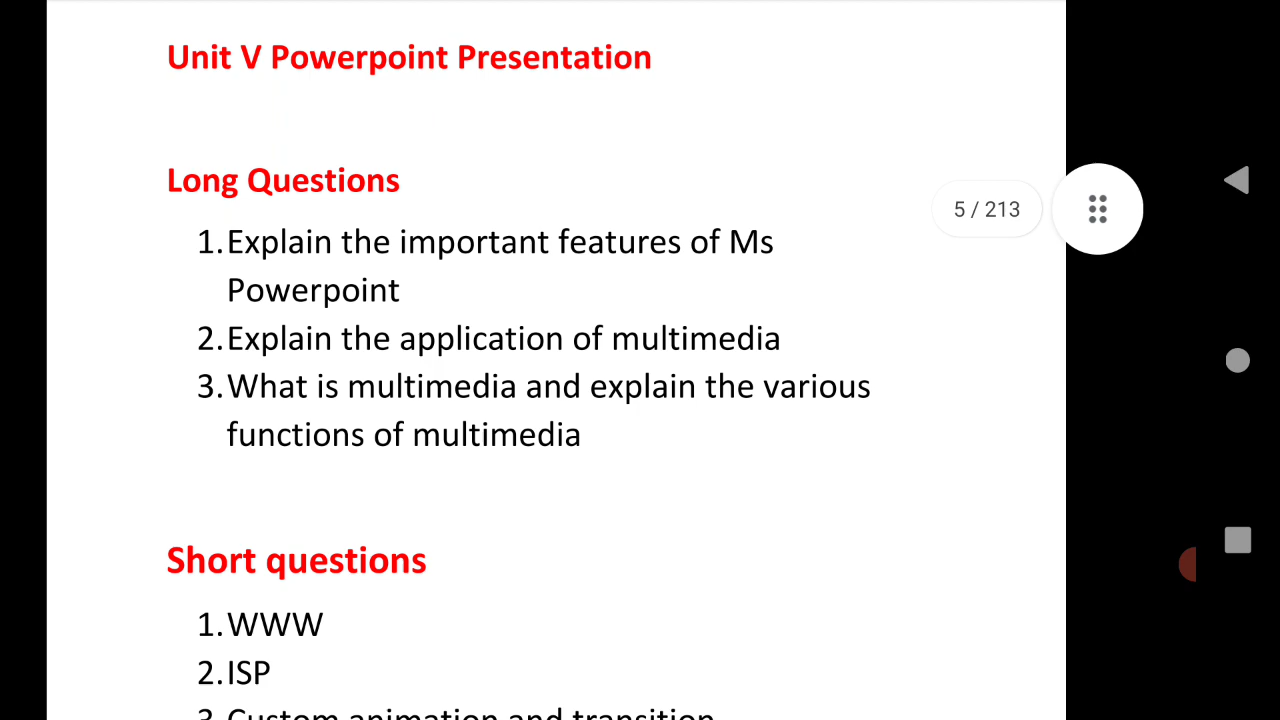 Unit V Powerpoint Presentation
Long Questions
1. Explain the important features of Ms
Powerpoint
2. Explain the application of multimedia
3. What is multimedia and explain the various
functions of multimedia
5 / 213
Short questions
1. WWW
2. ISP
3. Custom animation and transition